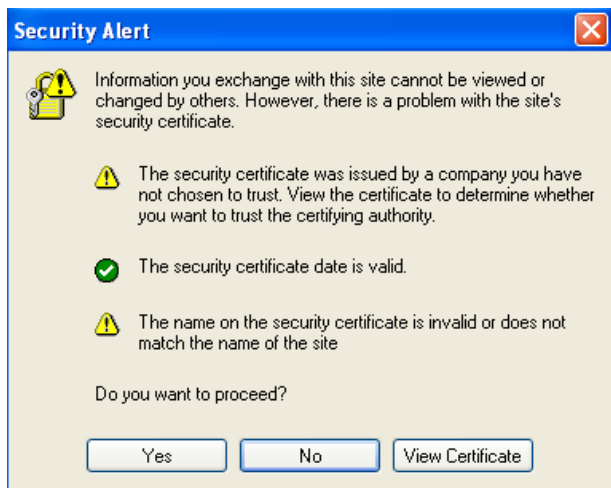 Security Alert
Information you exchange with this site cannot be viewed or
changed by others. However, there is a problem with the site's
security certificate.
The security certificate was issued by a company you have
not chosen to trust. View the certificate to determine whether
you want to trust the certifying authority.
The security certificate date is valid.
The name on the security certificate is invalid or does not
match the name of the site
Do you want to proceed?
Yes No View Certificate